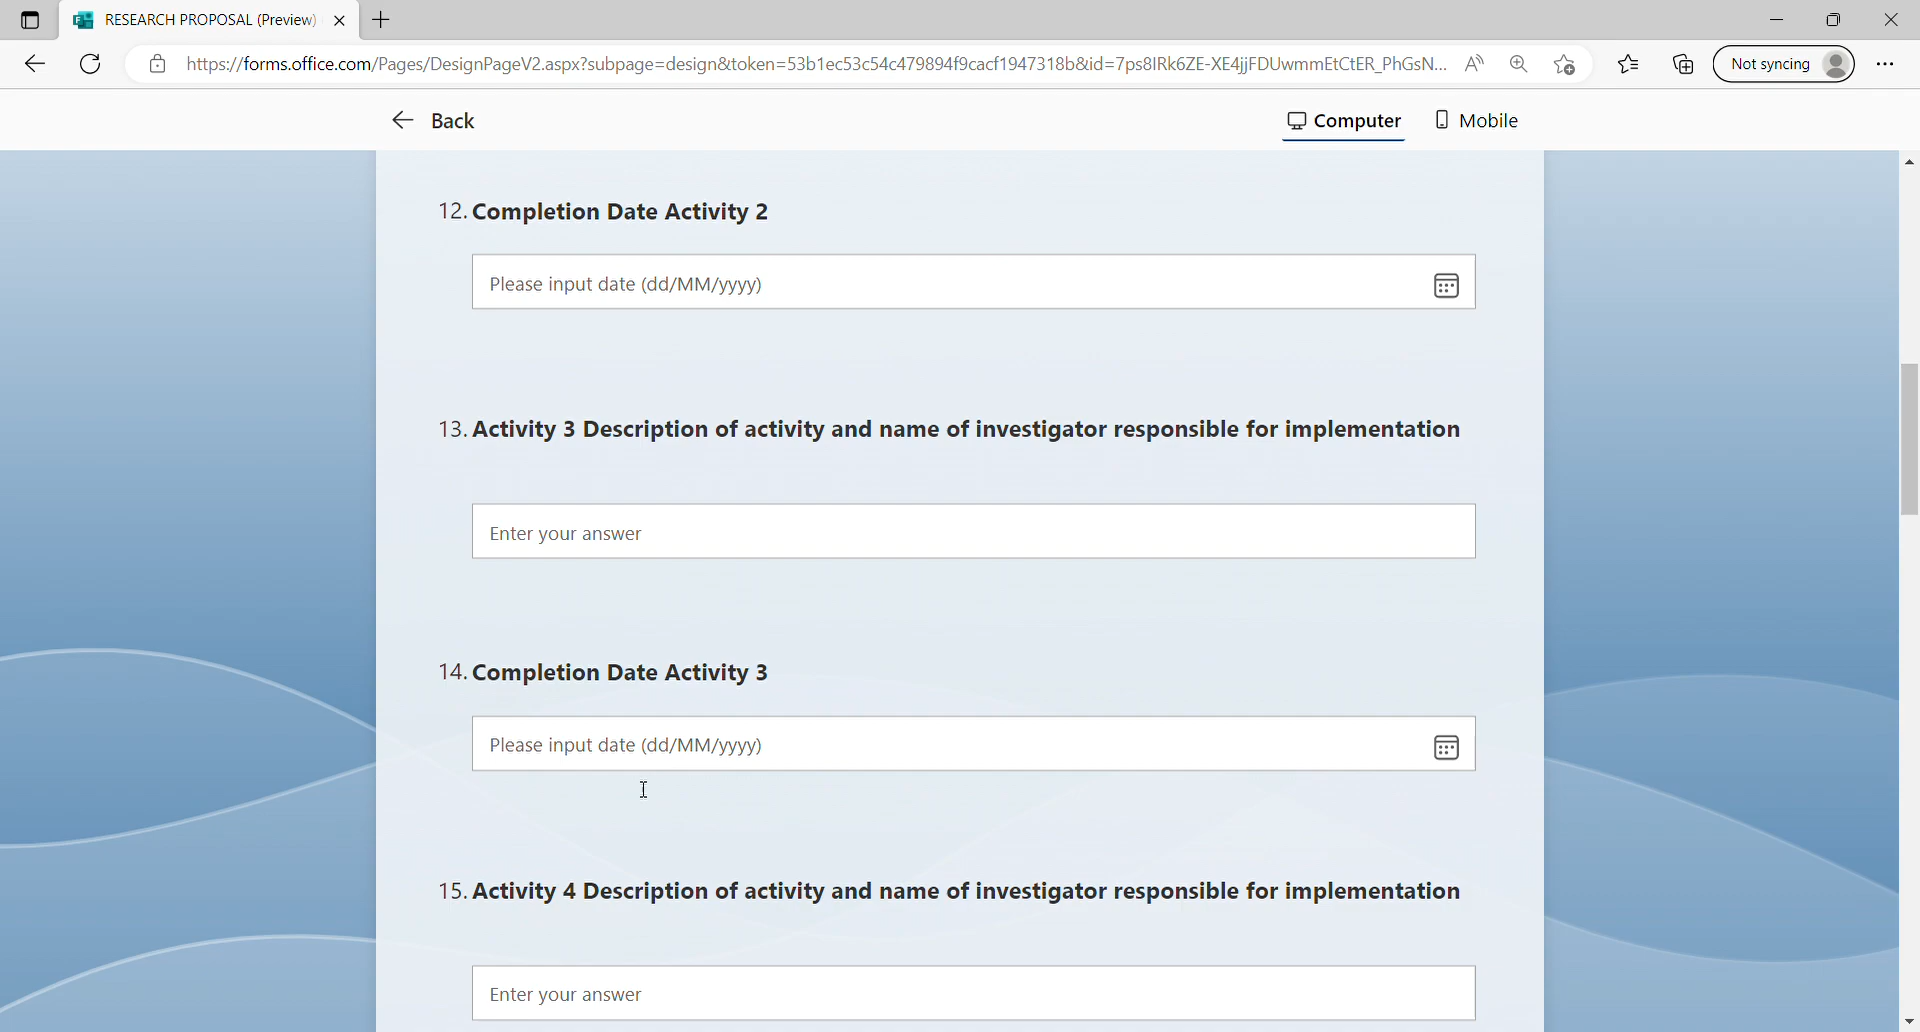 RESEARCH PROPOSAL (Preview)
https://forms.office.com/Pages/DesignPageV2.aspx?subpage=design&token=53b1ec53c54c479894f9cacf1947318b&id=7ps8IRk6ZE-XE4jjFDUwmmEtCtER_PhGsN...
Not syncing
Back
Computer
Mobile
12. Completion Date Activity 2
Please input date (dd/MM/yyyy)
13. Activity 3 Description of activity and name of investigator responsible for implementation
Enter your answer
14. Completion Date Activity 3
Please input date (dd/MM/yyyy)
15. Activity 4 Description of activity and name of investigator responsible for implementation
Enter your answer